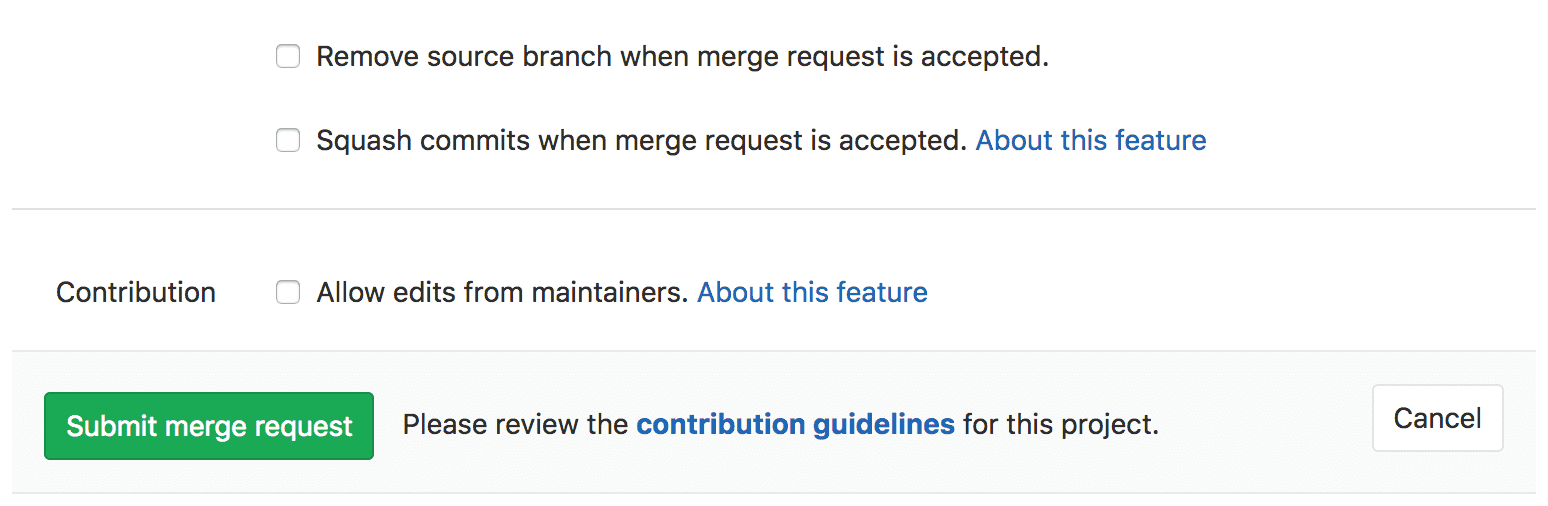 Remove source branch when merge request is accepted.
Squash commits when merge request is accepted. About this feature
Contribution Allow edits from maintainers. About this feature
Submit merge request Please review the contribution guidelines for this project. Cancel